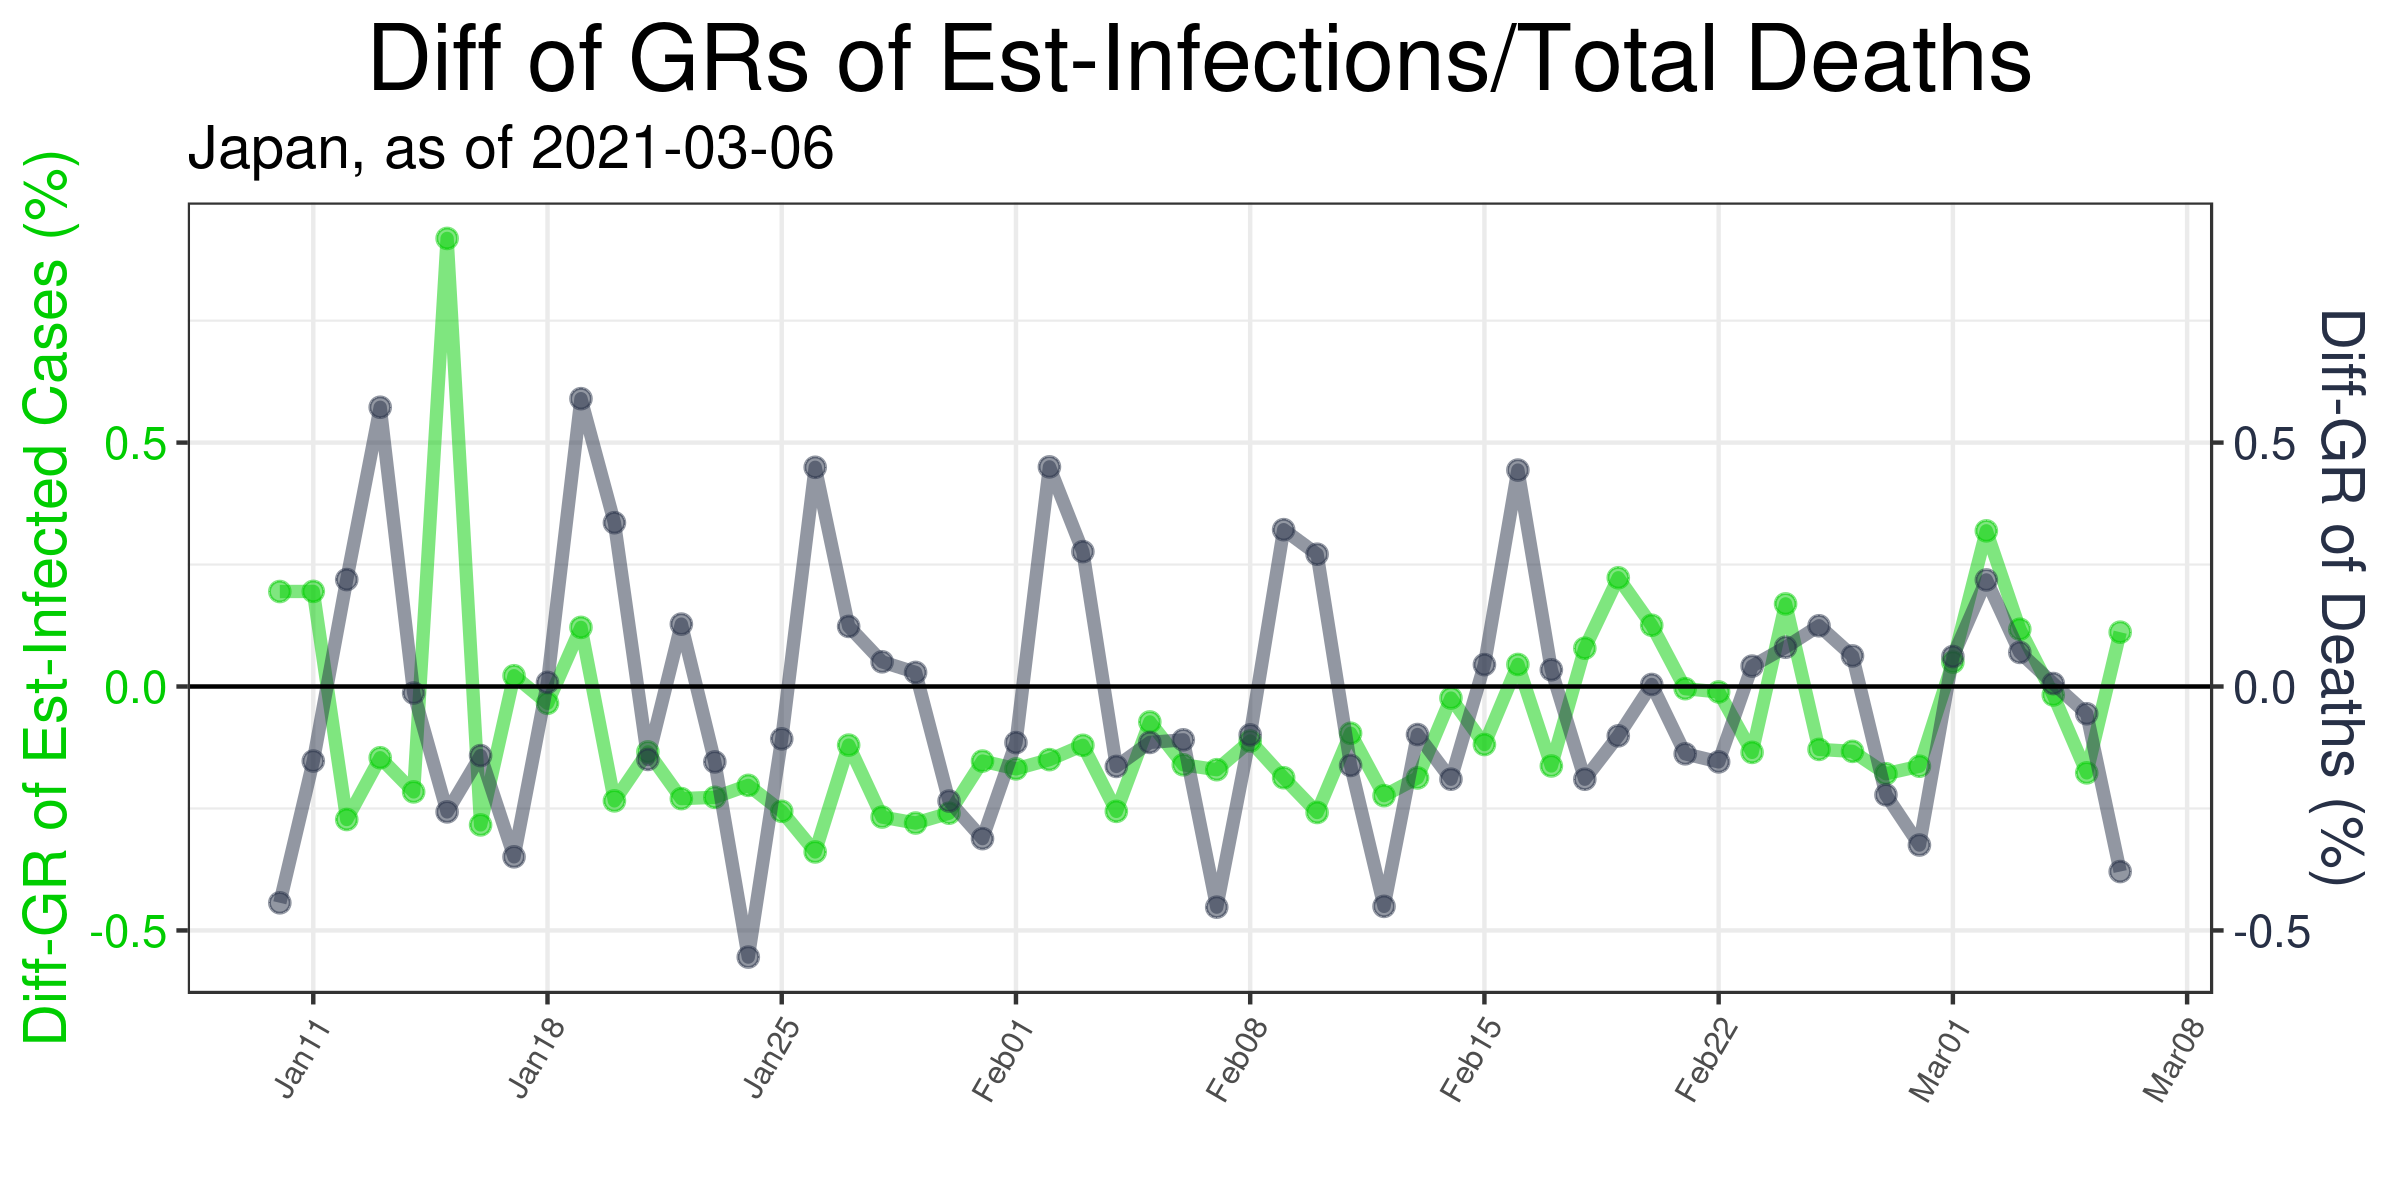 Diff of GRs of Est-Infections/Total Deaths
Japan, as of 2021-03-06
Diff-GR of Est-Infected Cases (%)
0.5
0.0
-0.5
0.5
0.0
-0.5
Diff-GR of Deaths (%)
Jan11
Jan18
Jan25
Feb01
Feb08
Feb15
Feb22
Mar01
Mar08